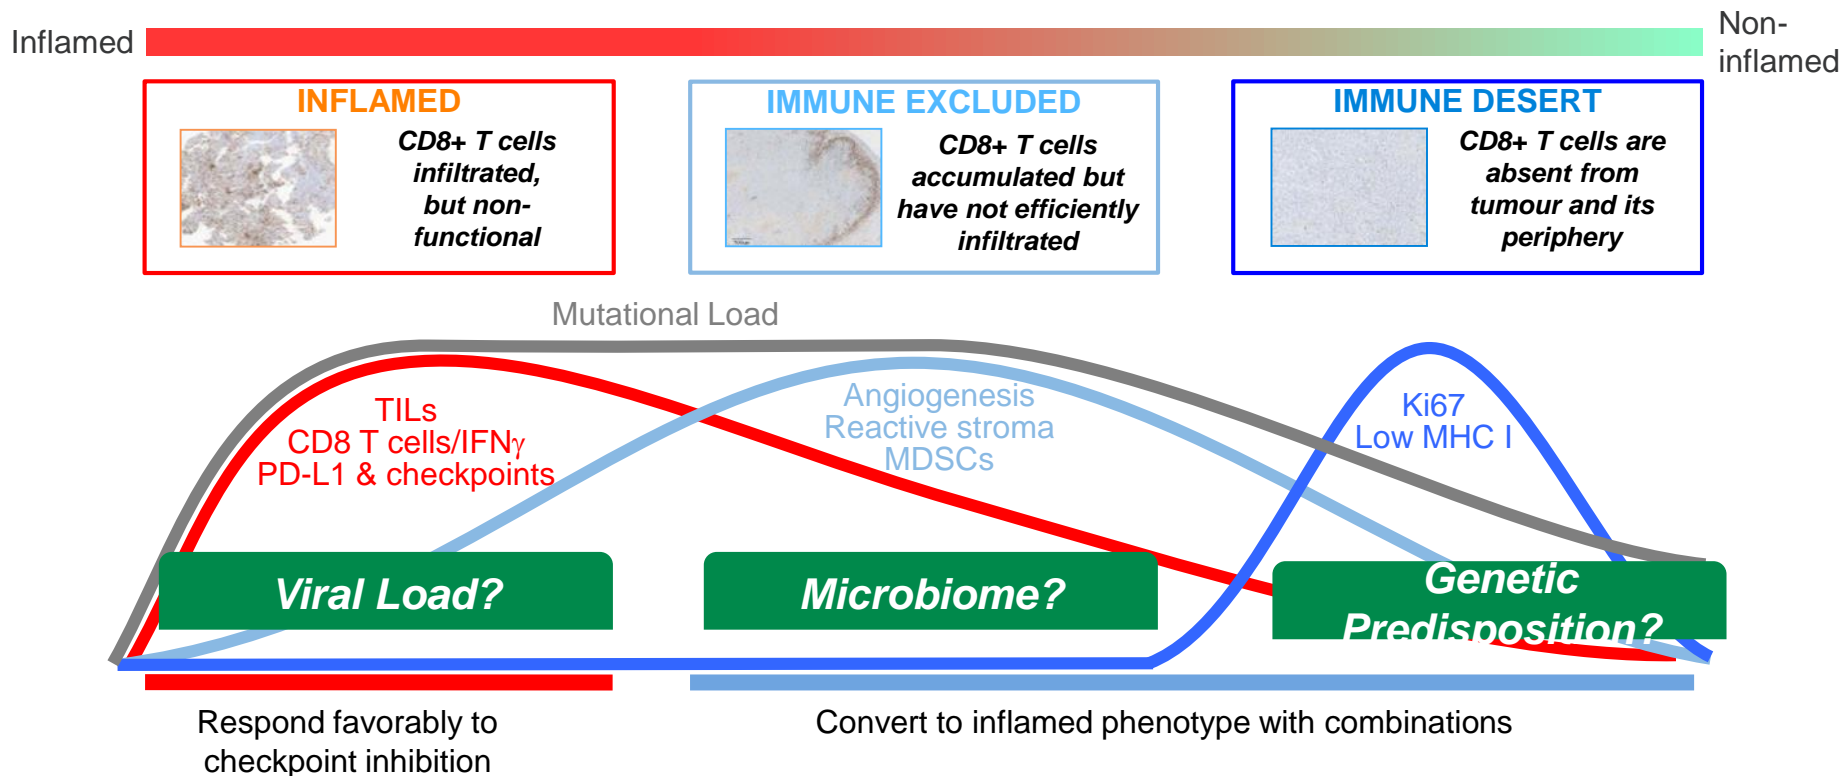 Inflamed
Non-
inflamed
INFLAMED
CD8+ T cells
infiltrated,
but non-
functional
IMMUNE EXCLUDED
CD8+ T cells
accumulated but
have not efficiently
infiltrated
IMMUNE DESERT
CD8+ T cells are
absent from
tumour and its
periphery
Mutational Load
TILs
CD8 T cells/IFNγ
PD-L1 & checkpoints
Angiogenesis
Reactive stroma
MDSCs
Ki67
Low MHC I
Viral Load?
Microbiome?
Genetic
Predisposition?
Respond favorably to
checkpoint inhibition
Convert to inflamed phenotype with combinations